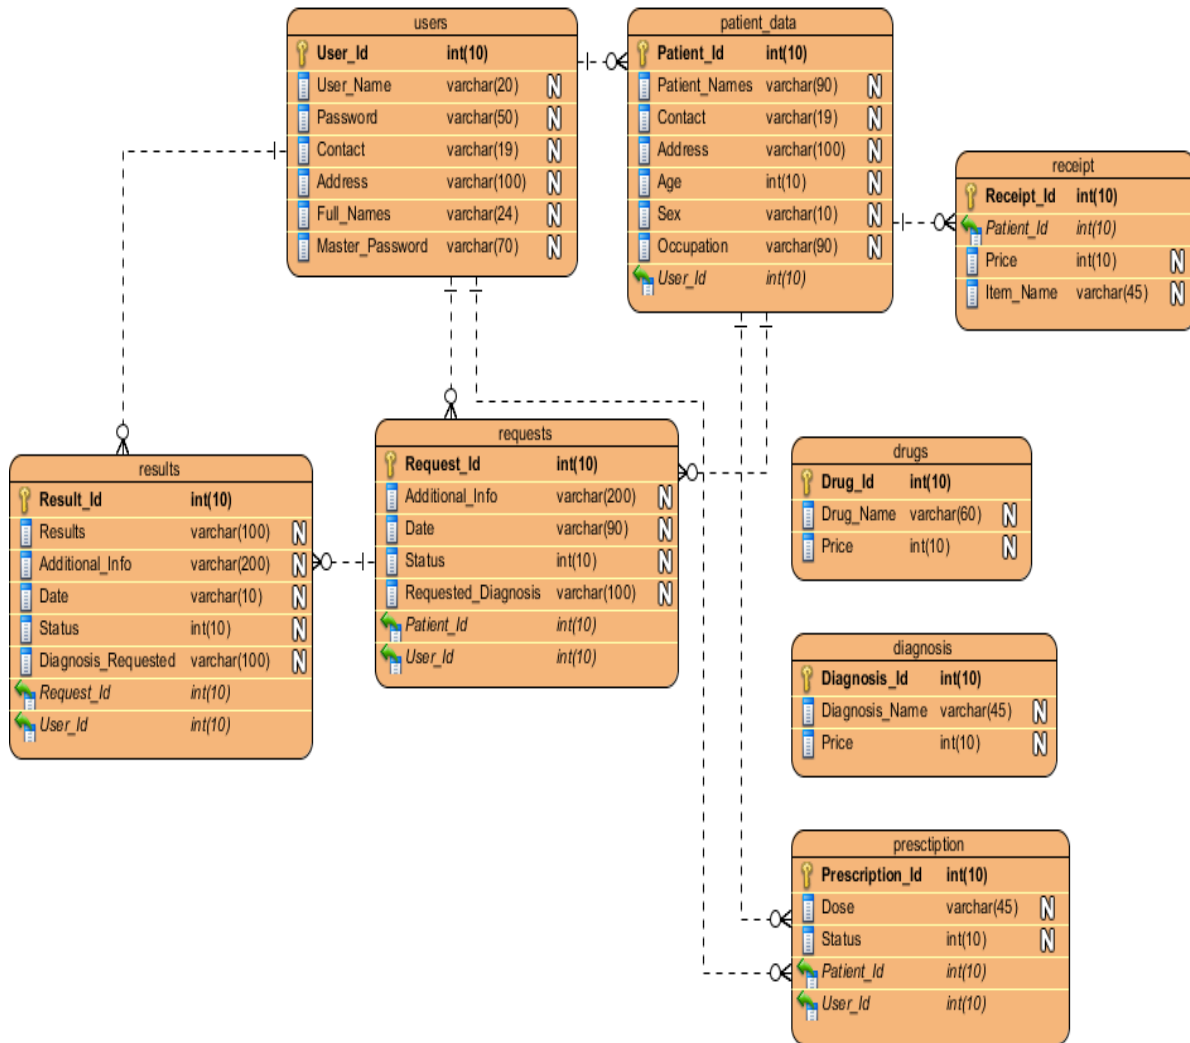 users
User_Id int(10)
User_Name varchar(20) N
Password varchar(50) N
Contact varchar(19) N
Address varchar(100) N
Full_Names varchar(24) N
Master_Password varchar(70) N
patient_data
Patient_Id int(10)
Patient_Names varchar(90) N
Contact varchar(19) N
Address varchar(100) N
Age int(10) N
Sex varchar(10) N
Occupation varchar(90) N
User_Id int(10)
receipt
Receipt_Id int(10)
Patient_Id int(10)
Price int(10) N
Item_Name varchar(45) N
results
Result_Id int(10)
Results varchar(100) N
Additional_Info varchar(200) N
Date varchar(10) N
Status int(10) N
Diagnosis_Requested varchar(100) N
Request_Id int(10)
User_Id int(10)
requests
Request_Id int(10)
Additional_Info varchar(200) N
Date varchar(90) N
Status int(10) N
Requested_Diagnosis varchar(100) N
Patient_Id int(10)
User_Id int(10)
drugs
Drug_Id int(10)
Drug_Name varchar(60) N
Price int(10) N
diagnosis
Diagnosis_Id int(10)
Diagnosis_Name varchar(45) N
Price int(10) N
presctiption
Prescription_Id int(10)
Dose varchar(45) N
Status int(10) N
Patient_Id int(10)
User_Id int(10)